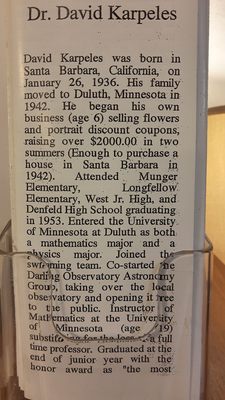 Dr. David Karpeles
David Karpeles was born in
Santa Barbara, California, on
January 26, 1936. His family
moved to Duluth, Minnesota in
1942. He began his own
business (age 6) selling flowers
and portrait discount coupons,
raising over $2000.00 in two
summers (Enough to purchase a
house in Santa Barbara in
1942). Attended Munger
Elementary, Longfellow
Elementary, West Jr. High, and
Denfeld High School graduating
in 1953. Entered the University
of Minnesota at Duluth as both
a mathematics major and a
physics major. Joined the
swimming team. Co-started
Darling Observatory Astronomy
Group, taking over the local
observatory and opening it free
to the public. Instructor
Mathematics at the University
of Minnesota (age 19)
for the a full
time professor. Graduated at the
end of junior year with the
honor award as "the most